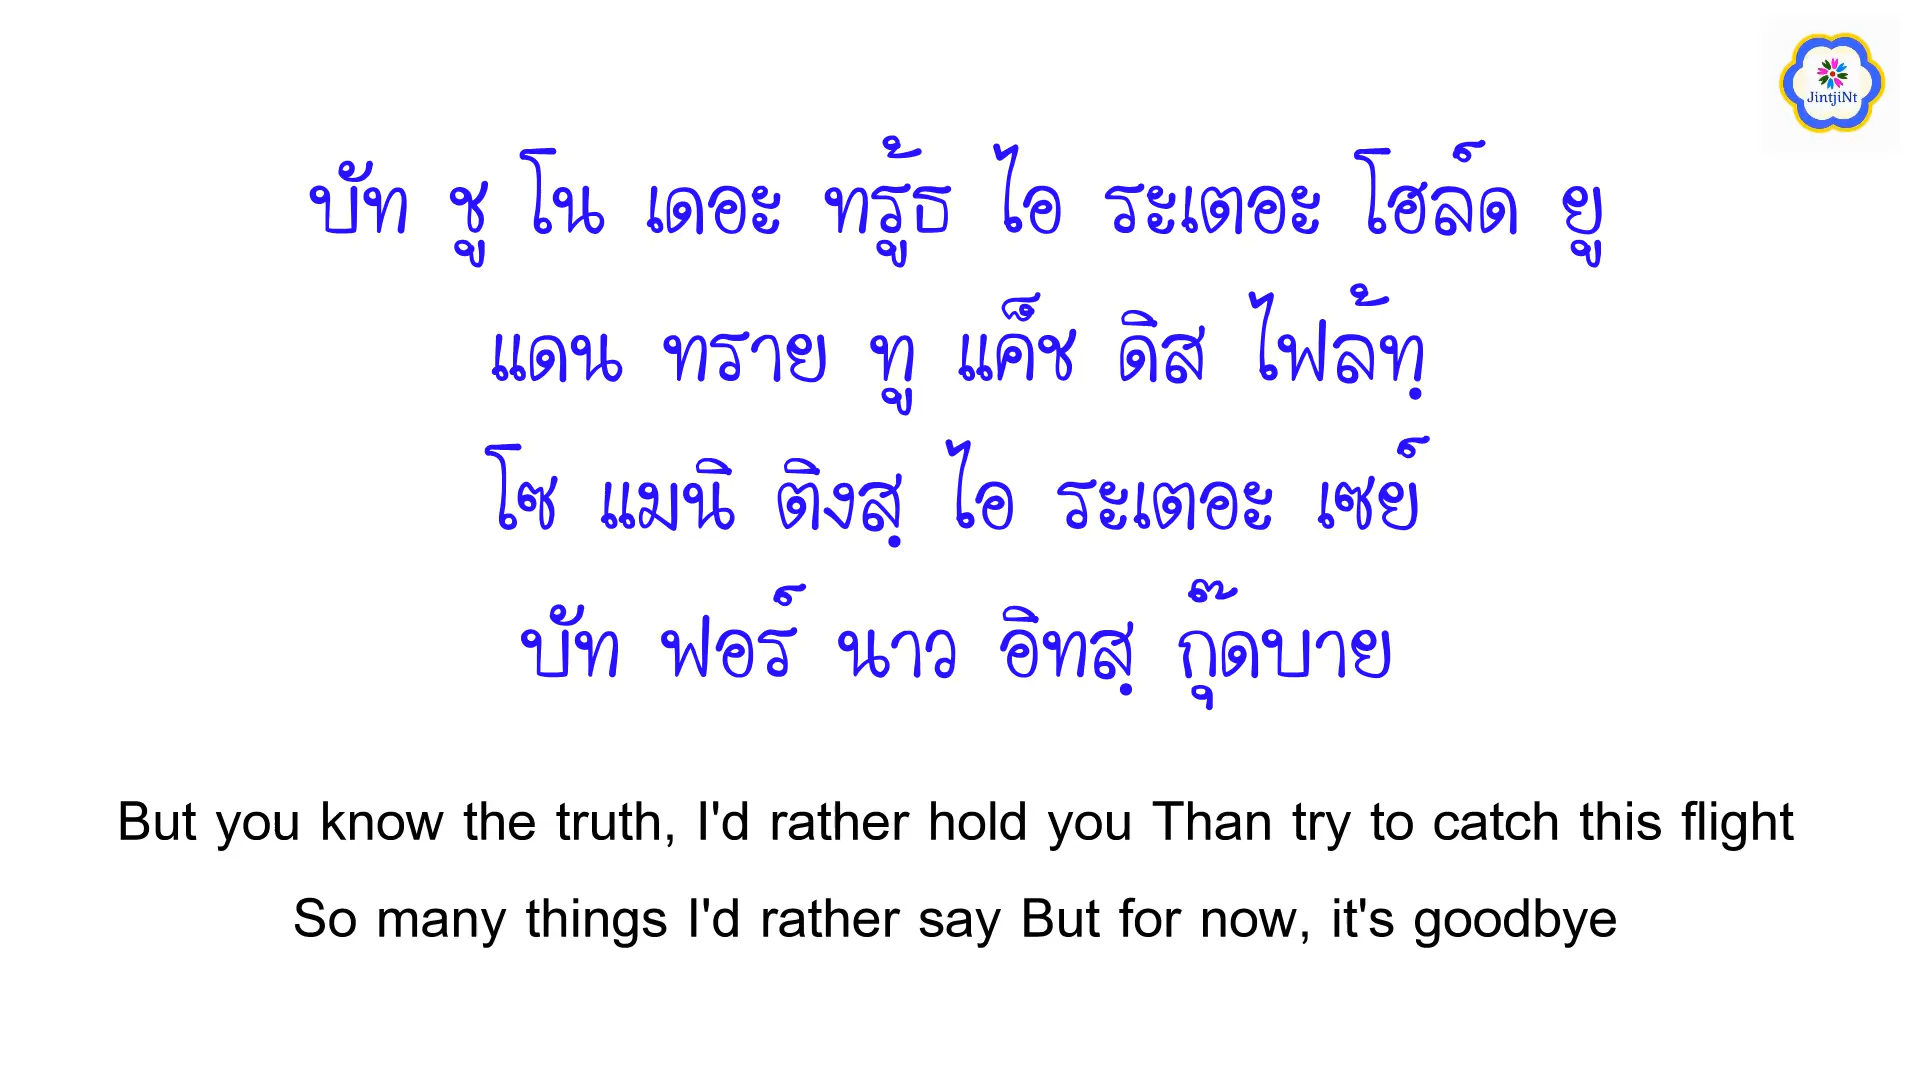 JintjiNt
บัท ชู โน เดอะ ทรู้ธ ไอ ระเตอะ โฮล์ด ยู
แดน ทราย ทู แค็ช ดิส ไฟล้ทฺ
โซ แมนิ ติงสฺ ไอ ระเตอะ เซย์
บัท ฟอร์ นาว อิทสฺ กุ๊ดบาย
But you know the truth, I'd rather hold you Than try to catch this flight
So many things I'd rather say But for now, it's goodbye